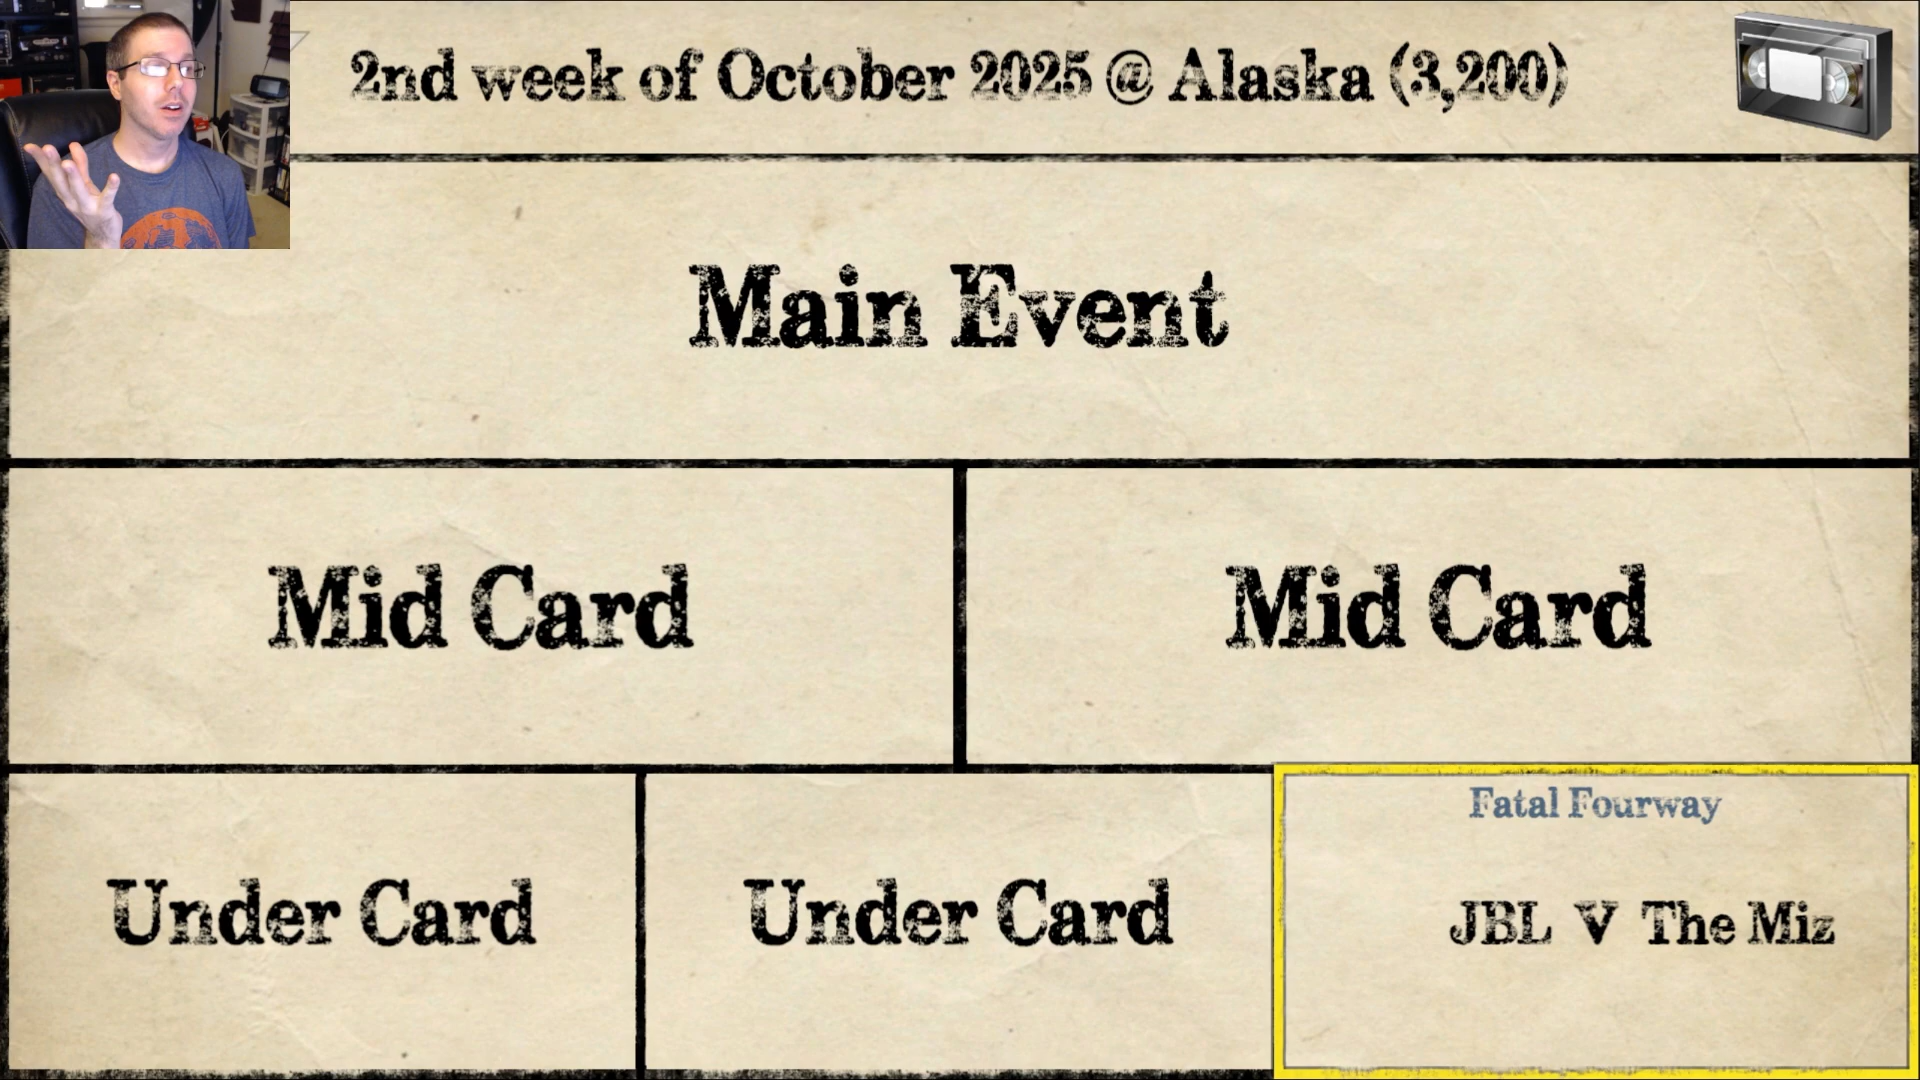 2nd week of October 2025 @ Alaska (3,200)
Main Event
Mid Card
Mid Card
Under Card
Under Card
Fatal Fourway
JBL V The Miz